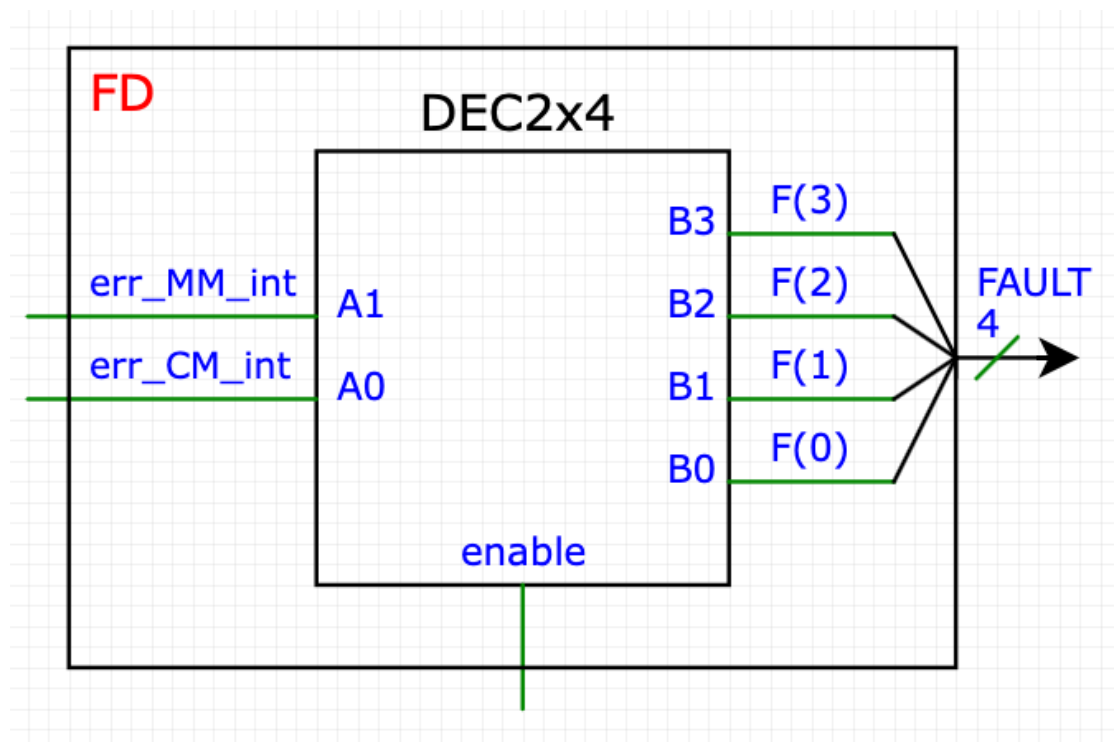 FD
DEC2x4
err_MM_int
err_CM_int
A1
A0
B3
B2
B1
B0
enable
F(3)
F(2)
F(1)
F(0)
FAULT
4